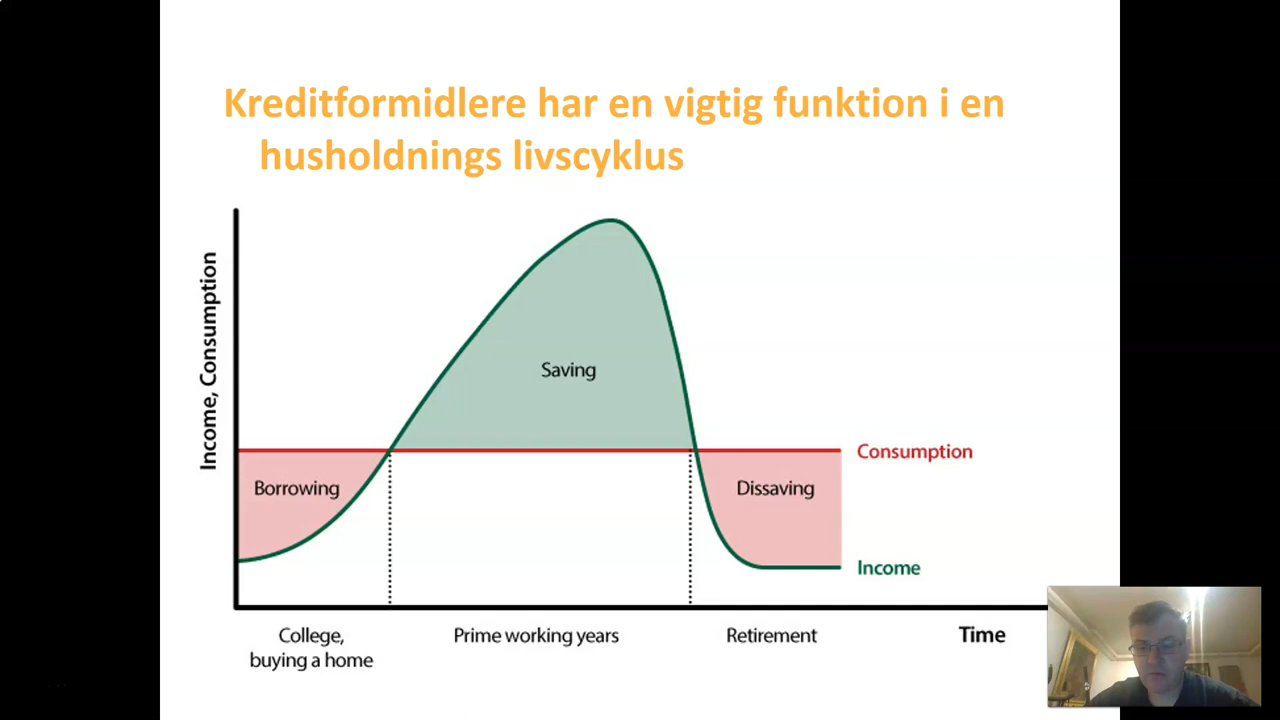 Kreditformidlere har en vigtig funktion i en
husholdnings livscyklus
Income, Consumption
Saving
Consumption
Borrowing
Dissaving
Income
College,
buying a home
Prime working years
Retirement
Time